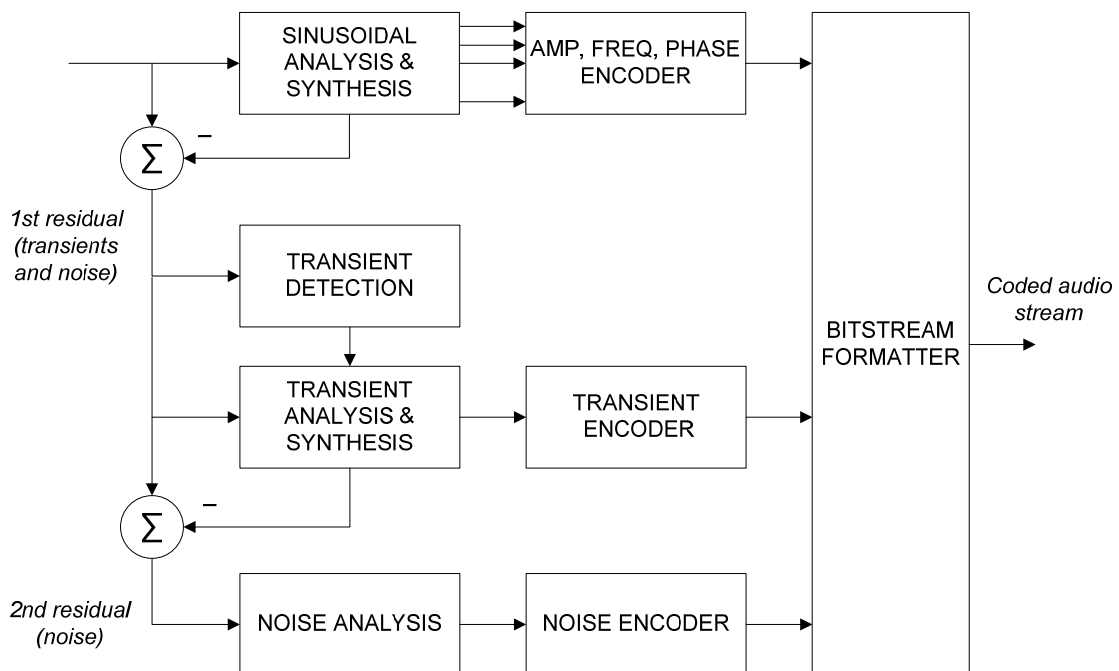 SINUSOIDAL
ANALYSIS &
SYNTHESIS
AMP, FREQ, PHASE
ENCODER
–
Σ
1st residual
(transients
and noise)
TRANSIENT
DETECTION
Coded audio
stream
BITSTREAM
FORMATTER
TRANSIENT
ANALYSIS &
SYNTHESIS
TRANSIENT
ENCODER
–
Σ
2nd residual
(noise)
NOISE ANALYSIS
NOISE ENCODER